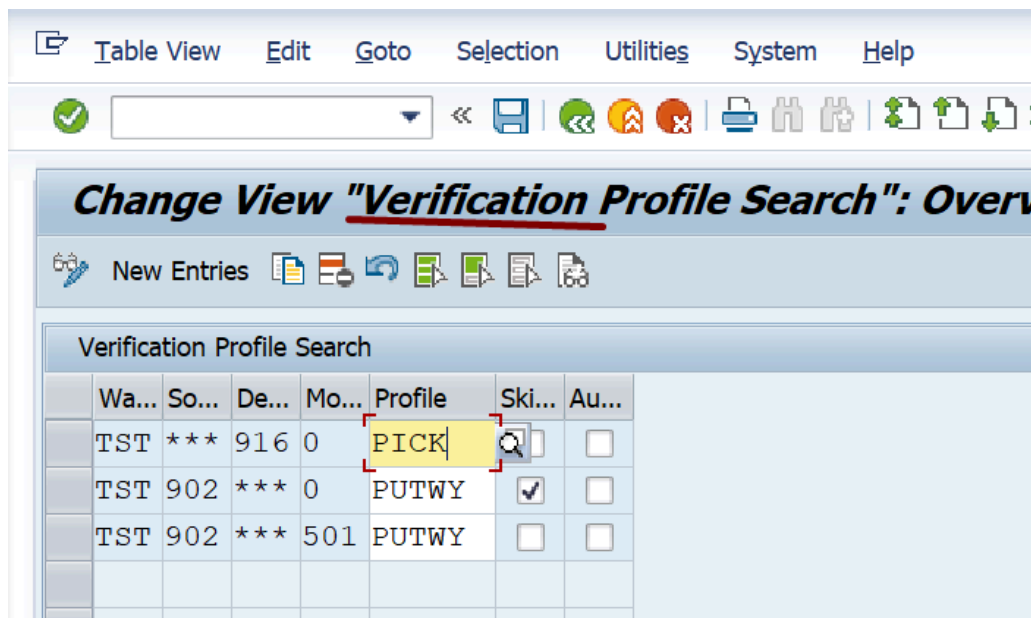 Table View Edit Goto Selection Utilities System Help
Change View "Verification Profile Search": Overv
New Entries
Verification Profile Search
Wa... So... De... Mo... Profile Ski... Au...
TST *** 916 0 PICK
TST 902 *** 0 PUTWY
TST 902 *** 501 PUTWY